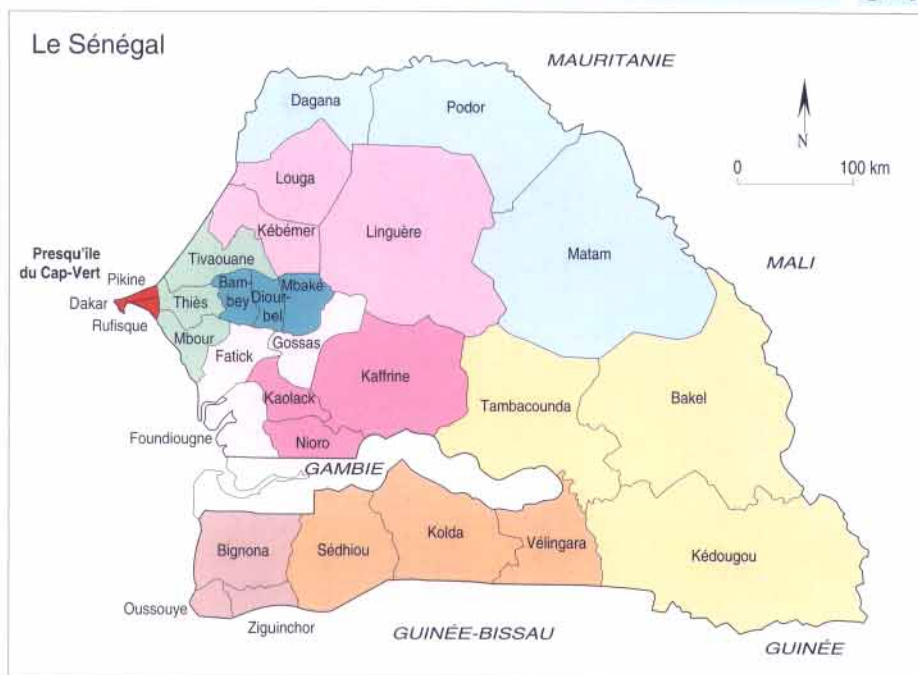 Le Sénégal
MAURITANIE
Dagana
Podor
N
0 100 km
Louga
Kébémer
Linguère
Matam
MALI
Presqu'île
du Cap-Vert
Pikine
Dakar
Rufisque
Tivaouane
Thiès
Mbour
Bam-
bey
Diour-
bel
Mbaké
Gossas
Fatick
Kaolack
Kaffrine
Tambacounda
Bakel
Foundiougne
Nioro
GAMBIE
Bignona
Sédhiou
Kolda
Vélingara
Kédougou
Oussouye
Ziguinchor
GUINÉE-BISSAU
GUINÉE